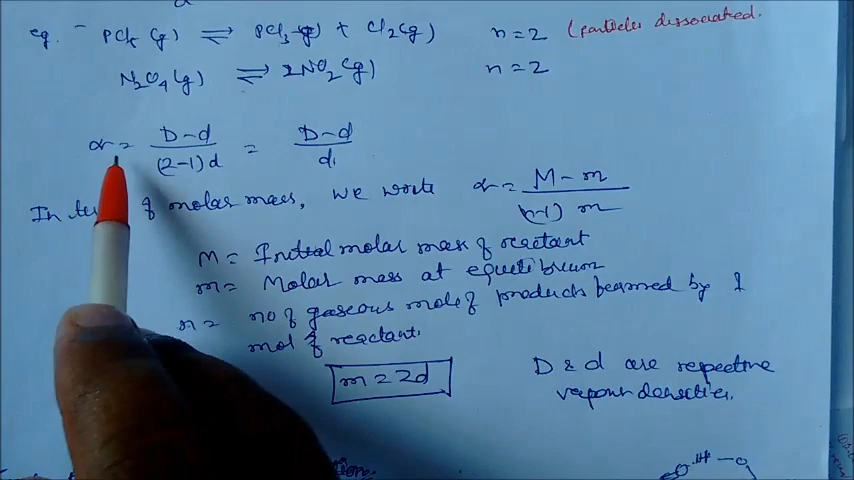 eg. - PCl5 (g) ⇌ PCl3 (g) + Cl2 (g) n = 2 (particles dissociated.
N2O4 (g) ⇌ 2NO2 (g) n = 2
α = D-d / (2-1)d = D-d / d,
In of molar mass, we write α = M-m / (n-1) m
M = Initial molar mass of reactant
m = Molar mass at equilibrium
n = no of gaseous mole of products formed by 1
mol of reactant.
m = 2d D & d are respective
vapour densities.